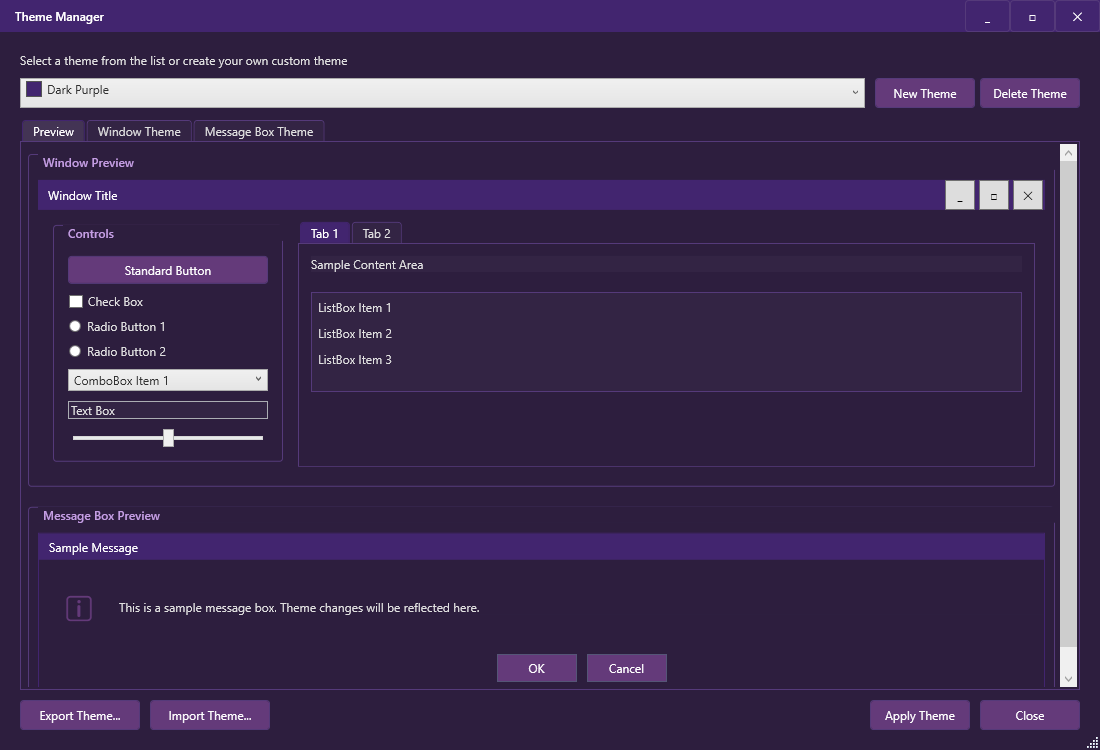 Theme Manager
Select a theme from the list or create your own custom theme
Dark Purple
New Theme
Delete Theme
Preview
Window Theme
Message Box Theme
Window Preview
Window Title
Controls
Standard Button
Check Box
Radio Button 1
Radio Button 2
ComboBox Item 1
Text Box
Tab 1
Tab 2
Sample Content Area
ListBox Item 1
ListBox Item 2
ListBox Item 3
Message Box Preview
Sample Message
This is a sample message box. Theme changes will be reflected here.
OK
Cancel
Export Theme...
Import Theme...
Apply Theme
Close